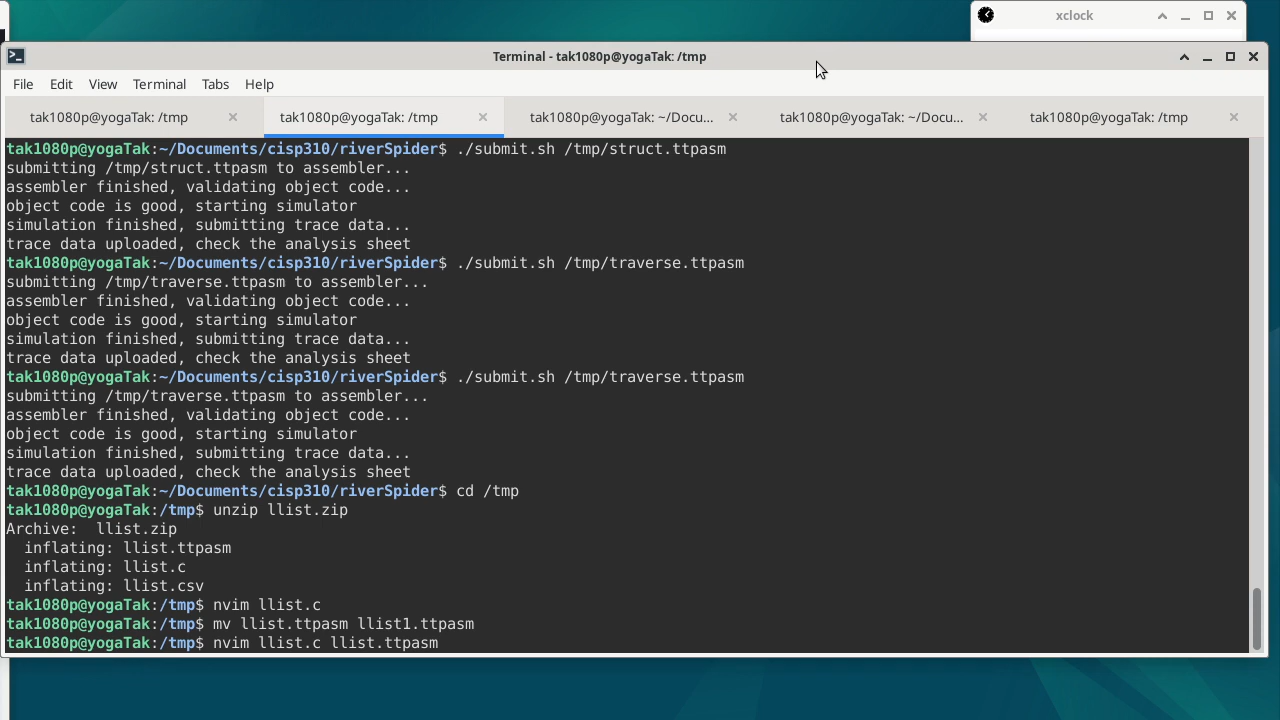 xclock
Terminal - tak1080p@yogaTak: /tmp
File Edit View Terminal Tabs Help
tak1080p@yogaTak: /tmp tak1080p@yogaTak: /tmp tak1080p@yogaTak: ~/Docu... tak1080p@yogaTak: ~/Docu... tak1080p@yogaTak: /tmp
tak1080p@yogaTak:~/Documents/cisp310/riverSpider$ ./submit.sh /tmp/struct.ttpasm
submitting /tmp/struct.ttpasm to assembler...
assembler finished, validating object code...
object code is good, starting simulator
simulation finished, submitting trace data...
trace data uploaded, check the analysis sheet
tak1080p@yogaTak:~/Documents/cisp310/riverSpider$ ./submit.sh /tmp/traverse.ttpasm
submitting /tmp/traverse.ttpasm to assembler...
assembler finished, validating object code...
object code is good, starting simulator
simulation finished, submitting trace data...
trace data uploaded, check the analysis sheet
tak1080p@yogaTak:~/Documents/cisp310/riverSpider$ ./submit.sh /tmp/traverse.ttpasm
submitting /tmp/traverse.ttpasm to assembler...
assembler finished, validating object code...
object code is good, starting simulator
simulation finished, submitting trace data...
trace data uploaded, check the analysis sheet
tak1080p@yogaTak:~/Documents/cisp310/riverSpider$ cd /tmp
tak1080p@yogaTak:/tmp$ unzip llist.zip
Archive:  llist.zip
  inflating: llist.ttpasm
  inflating: llist.c
  inflating: llist.csv
tak1080p@yogaTak:/tmp$ nvim llist.c
tak1080p@yogaTak:/tmp$ mv llist.ttpasm llist1.ttpasm
tak1080p@yogaTak:/tmp$ nvim llist.c llist.ttpasm